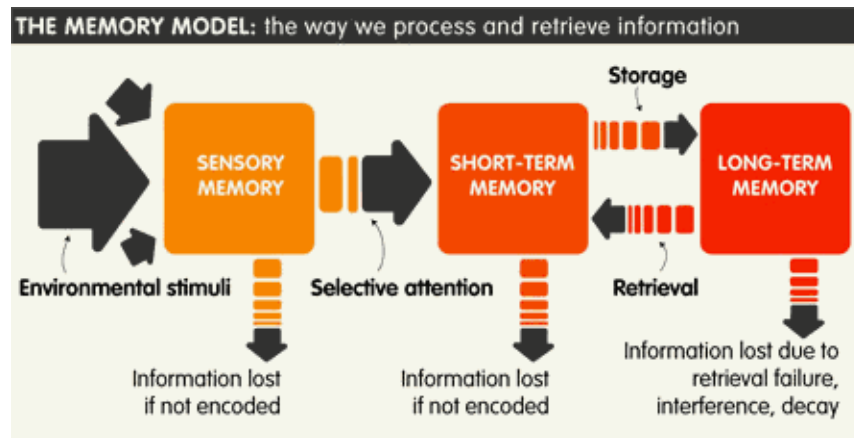 THE MEMORY MODEL: the way we process and retrieve information
Storage
SENSORY
MEMORY
SHORT-TERM
MEMORY
LONG-TERM
MEMORY
Environmental stimuli
Selective attention
Retrieval
Information lost
if not encoded
Information lost
if not encoded
Information lost due to
retrieval failure,
interference, decay